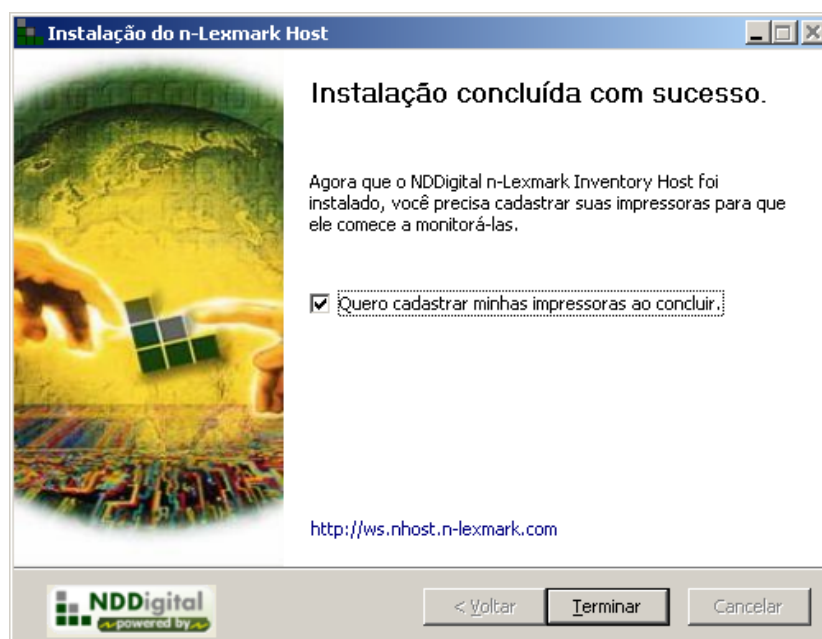 Instalação do n-Lexmark Host
Instalação concluída com sucesso.
Agora que o NDDigital n-Lexmark Inventory Host foi
instalado, você precisa cadastrar suas impressoras para que
ele comece a monitorá-las.
Quero cadastrar minhas impressoras ao concluir.
http://ws.nhost.n-lexmark.com
NDDigital
powered by
< Voltar
Terminar
Cancelar